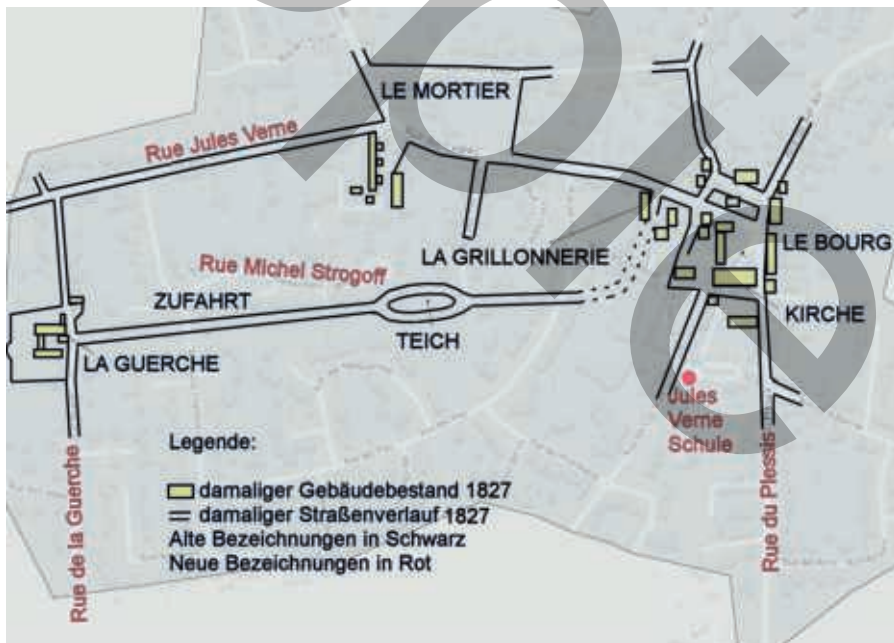 LE MORTIER
Rue Jules Verne
LE BOURG
LA GRILLONNERIE
Rue Michel Strogoff
ZUFAHRT
KIRCHE
TEICH
LA GUERCHE
Jules
Verne
Schule
Legende:
damaliger Gebäudebestand 1827
damaliger Straßenverlauf 1827
Alte Bezeichnungen in Schwarz
Neue Bezeichnungen in Rot
Rue de la Guerche
Rue du Plessis